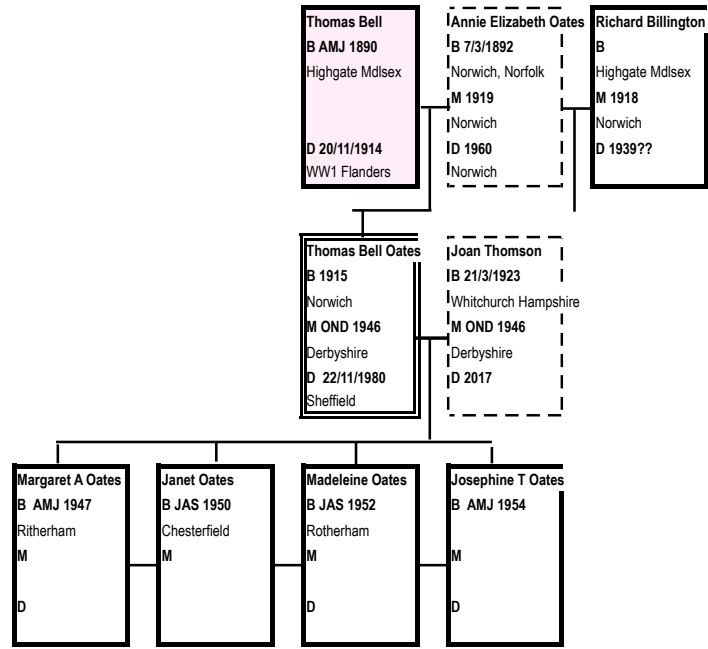 Thomas Bell
B AMJ 1890
Highgate Mdlsex
D 20/11/1914
WW1 Flanders
Annie Elizabeth Oates
B 7/3/1892
Norwich, Norfolk
M 1919
Norwich
D 1960
Norwich
Richard Billington
B
Highgate Mdlsex
M 1918
Norwich
D 1939??
Thomas Bell Oates
B 1915
Norwich
M OND 1946
Derbyshire
D 22/11/1980
Sheffield
Joan Thomson
B 21/3/1923
Whitchurch Hampshire
M OND 1946
Derbyshire
D 2017
Margaret A Oates
B AMJ 1947
Ritherham
M
D
Janet Oates
B JAS 1950
Chesterfield
M
Madeleine Oates
B JAS 1952
Rotherham
M
D
Josephine T Oates
B AMJ 1954
M
D